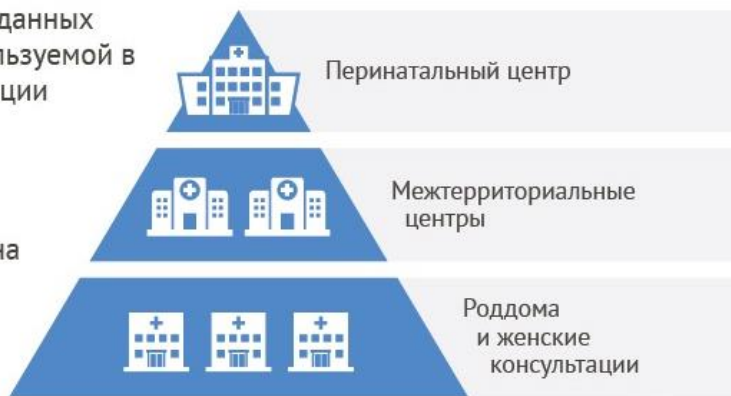 данных
льзуемой в
ции
на
Перинатальный центр
Межтерриториальные
центры
Роддома
и женские
консультации